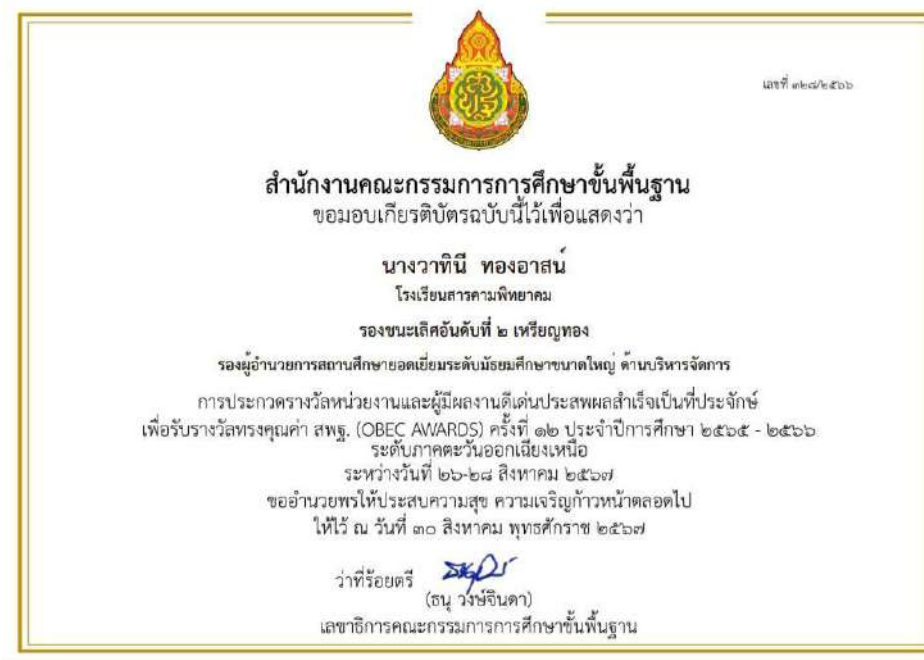 เลขที่ ๓๒๘/๒๕๖๖
สำนักงานคณะกรรมการการศึกษาขั้นพื้นฐาน
ขอมอบเกียรติบัตรฉบับนี้ไว้เพื่อแสดงว่า
นางวาทินี ทองอาสน์
โรงเรียนสารคามพิทยาคม
รองชนะเลิศอันดับที่ ๒ เหรียญทอง
รองผู้อำนวยการสถานศึกษายอดเยี่ยมระดับมัธยมศึกษาขนาดใหญ่ ด้านบริหารจัดการ
การประกวดรางวัลหน่วยงานและผู้มีผลงานดีเด่นประสพผลสำเร็จเป็นที่ประจักษ์
เพื่อรับรางวัลทรงคุณค่า สพฐ. (OBEC AWARDS) ครั้งที่ ๑๒ ประจำปีการศึกษา ๒๕๖๕ - ๒๕๖๖
ระดับภาคตะวันออกเฉียงเหนือ
ระหว่างวันที่ ๒๖-๒๘ สิงหาคม ๒๕๖๗
ขออำนวยพรให้ประสบความสุข ความเจริญก้าวหน้าตลอดไป
ให้ไว้ ณ วันที่ ๓๐ สิงหาคม พุทธศักราช ๒๕๖๗
ว่าที่ร้อยตรี
(ธนุ วงษ์จินดา)
เลขาธิการคณะกรรมการการศึกษาขั้นพื้นฐาน